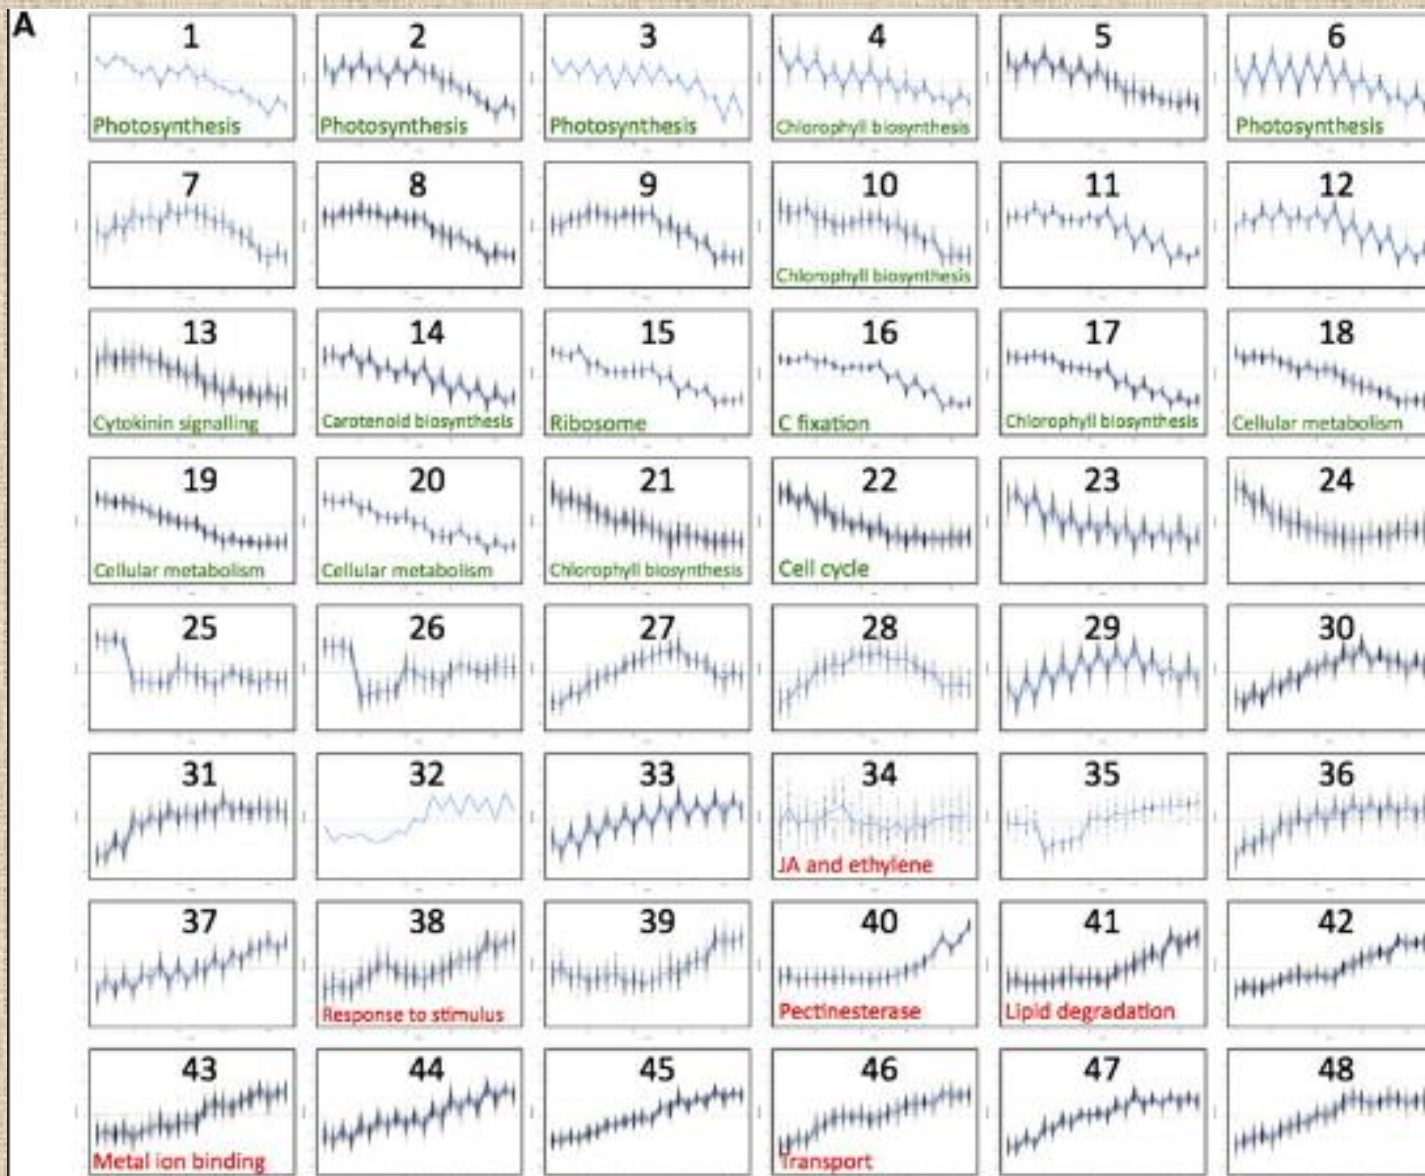 A
1 2 3 4 5 6
Photosynthesis Photosynthesis Photosynthesis Chlorophyll biosynthesis Photosynthesis
7 8 9 10 11 12
Chlorophyll biosynthesis
13 14 15 16 17 18
Cytokinin signalling Carotenoid biosynthesis Ribosome C fixation Chlorophyll biosynthesis Cellular metabolism
19 20 21 22 23 24
Cellular metabolism Cellular metabolism Chlorophyll biosynthesis Cell cycle
25 26 27 28 29 30
31 32 33 34 35 36
JA and ethylene
37 38 39 40 41 42
Response to stimulus Pectinesterase Lipid degradation
43 44 45 46 47 48
Metal ion binding Transport